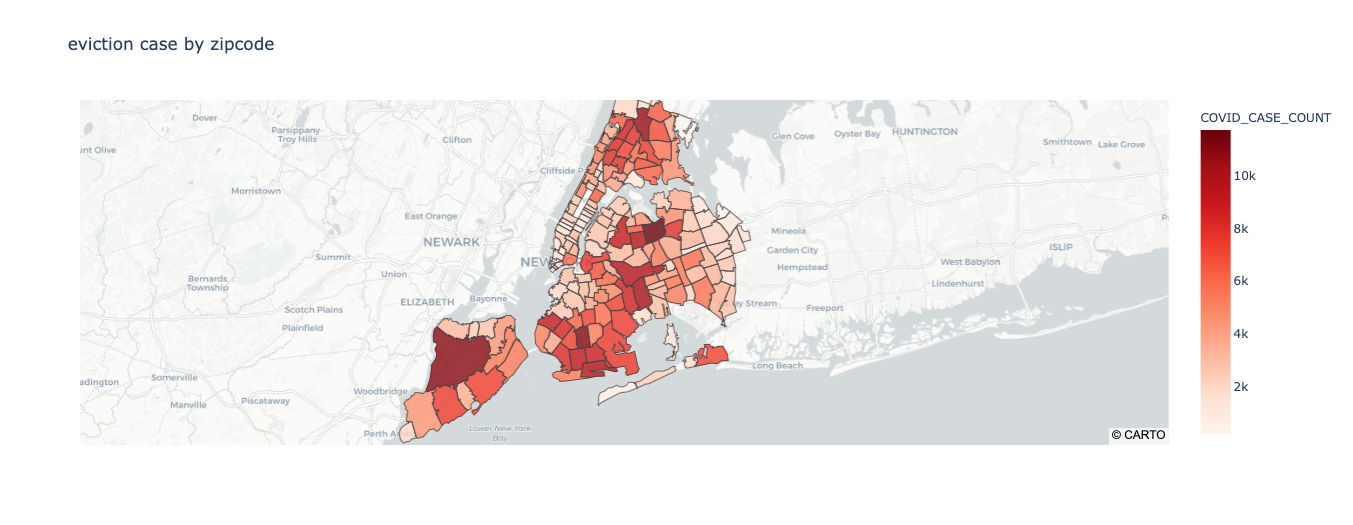 eviction case by zipcode
COVID_CASE_COUNT
10k
8k
6k
4k
2k
Dover
Parsippany-
Troy Hills
Clifton
Glen Cove
Oyster Bay
HUNTINGTON
Smithtown
Lake Grove
unt Olive
Cliffside P
Morristown
East Orange
NEWARK
Mineola
Garden City
Hempstead
ISLIP
Summit
NEW
Union
West Babylon
Lindenhurst
Bernards
Township
ELIZABETH
Bayonne
Scotch Plains
Plainfield
Freeport
Long Beach
Somerville
Woodbridge
Piscataway
Manville
Perth A
Lower New York
Bay
© CARTO